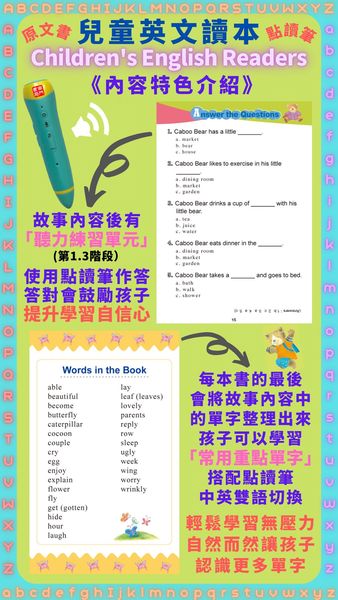 ABCDEFGHIJKLMNOPQRSTUVWXYZ
原文書
兒童英文讀本
點讀筆
Children's English Readers
《內容特色介紹》
Answer the Questions
1. Caboo Bear has a little _______.
a. market
b. bear
c. house
2. Caboo Bear likes to exercise in his little _______.
a. dining room
b. market
c. garden
3. Caboo Bear drinks a cup of _______ with his little bear.
a. tea
b. juice
c. water
4. Caboo Bear eats dinner in the _______.
a. dining room
b. market
c. garden
5. Caboo Bear takes a _______ and goes to bed.
a. bath
b. walk
c. shower
15
故事內容後有
「聽力練習單元」
(第1.3階段)
使用點讀筆作答
答對會鼓勵孩子
提升學習自信心
Words in the Book
able
beautiful
become
butterfly
caterpillar
cocoon
couple
cry
egg
enjoy
explain
flower
fly
get (gotten)
hide
hour
laugh
lay
leaf (leaves)
lovely
parents
reply
row
sleep
ugly
week
wing
worry
wrinkly
每本書的最後
會將故事內容中
的單字整理出來
孩子可以學習
「常用重點單字」
搭配點讀筆
中英雙語切換
輕鬆學習無壓力
自然而然讓孩子
認識更多單字
abcdefghijklmnopqrstuvwxyz